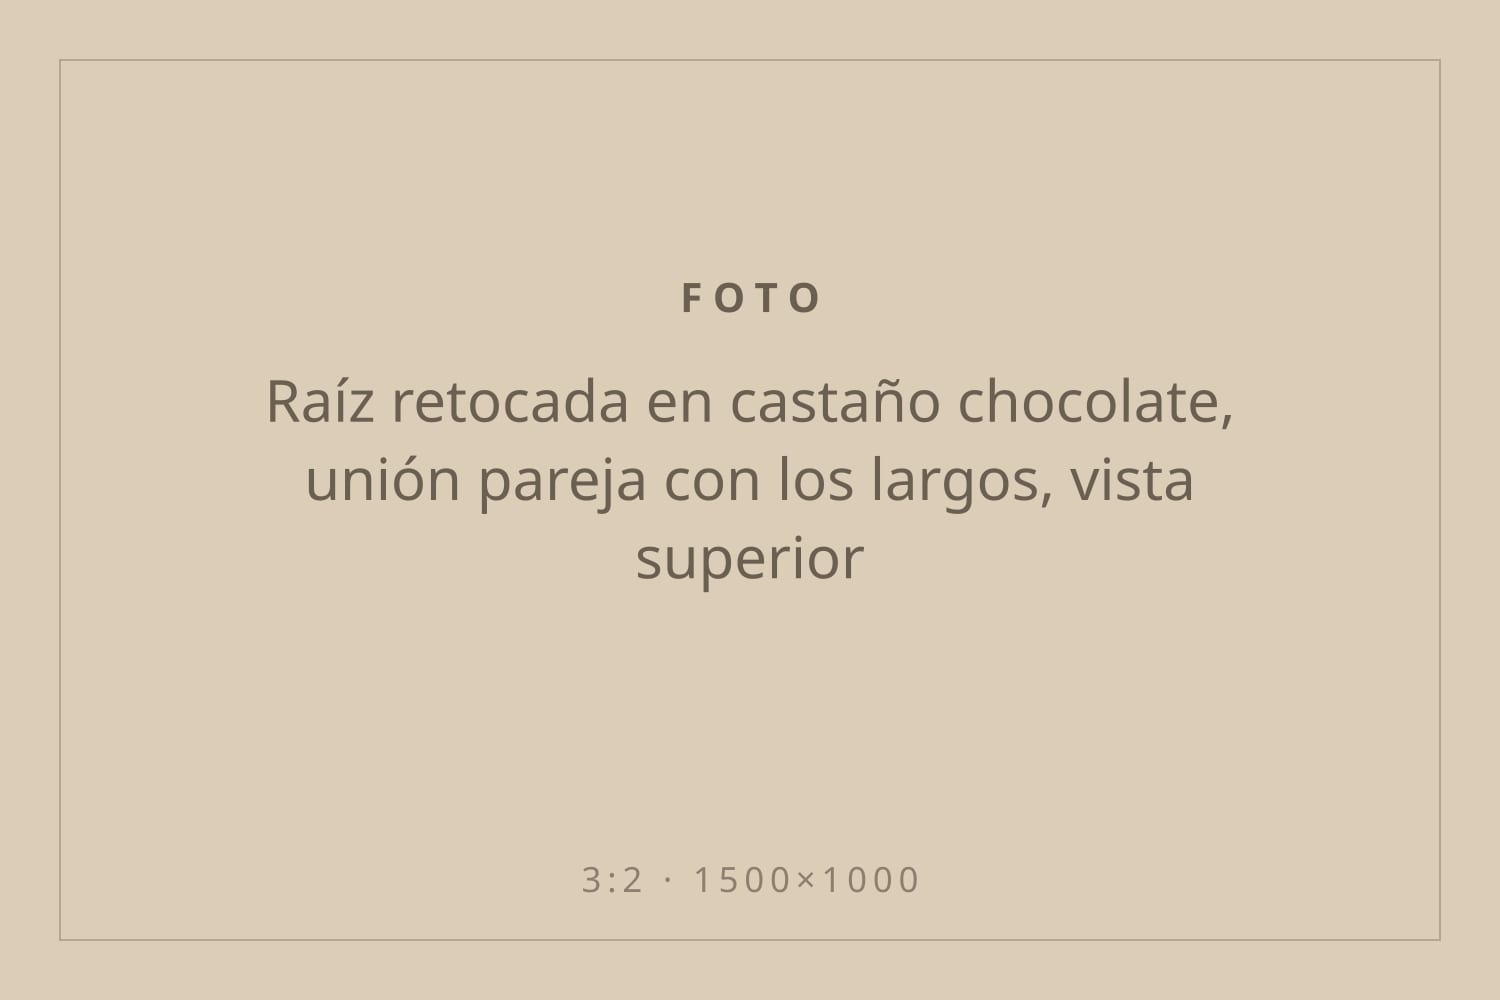 FOTO
Raíz retocada en castaño chocolate,
unión pareja con los largos, vista
superior
3:2 · 1500×1000